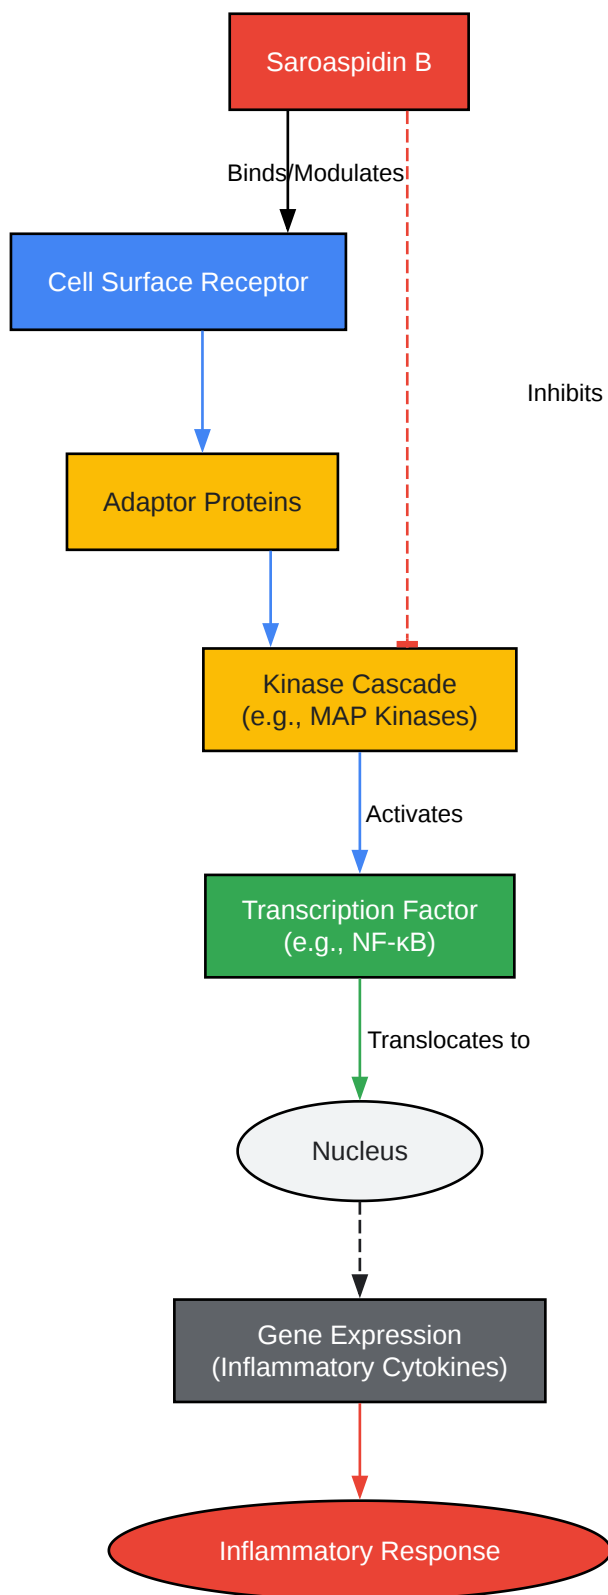 Saroaspidin B
Binds/Modulates
Cell Surface Receptor
Inhibits
Adaptor Proteins
Kinase Cascade
(e.g., MAP Kinases)
Activates
Transcription Factor
(e.g., NF-κB)
Translocates to
Nucleus
Gene Expression
(Inflammatory Cytokines)
Inflammatory Response